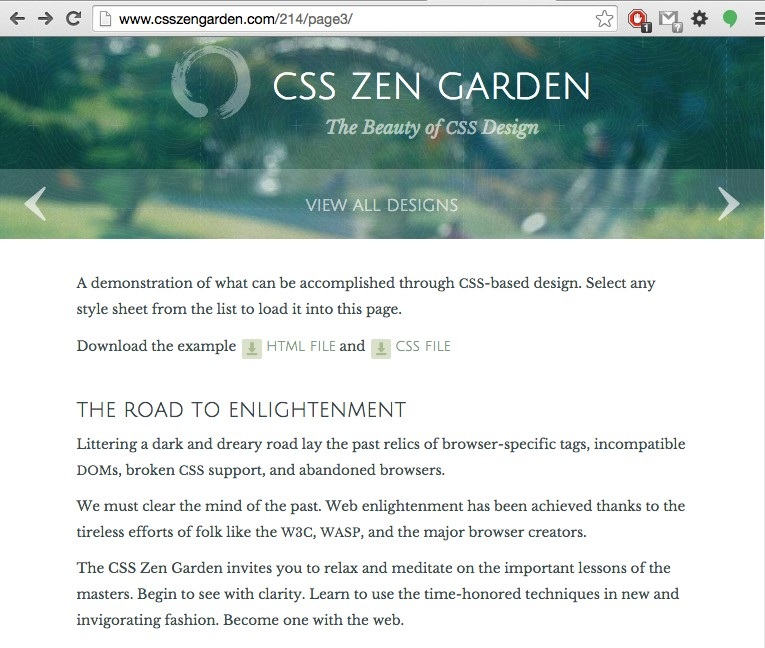 www.csszengarden.com/214/page3/
1
?
CSS ZEN GARDEN
The Beauty of CSS Design
VIEW ALL DESIGNS
A demonstration of what can be accomplished through CSS-based design. Select any
style sheet from the list to load it into this page.
Download the example HTML FILE and CSS FILE
THE ROAD TO ENLIGHTENMENT
Littering a dark and dreary road lay the past relics of browser-specific tags, incompatible
DOMs, broken CSS support, and abandoned browsers.
We must clear the mind of the past. Web enlightenment has been achieved thanks to the
tireless efforts of folk like the W3C, WASP, and the major browser creators.
The CSS Zen Garden invites you to relax and meditate on the important lessons of the
masters. Begin to see with clarity. Learn to use the time-honored techniques in new and
invigorating fashion. Become one with the web.